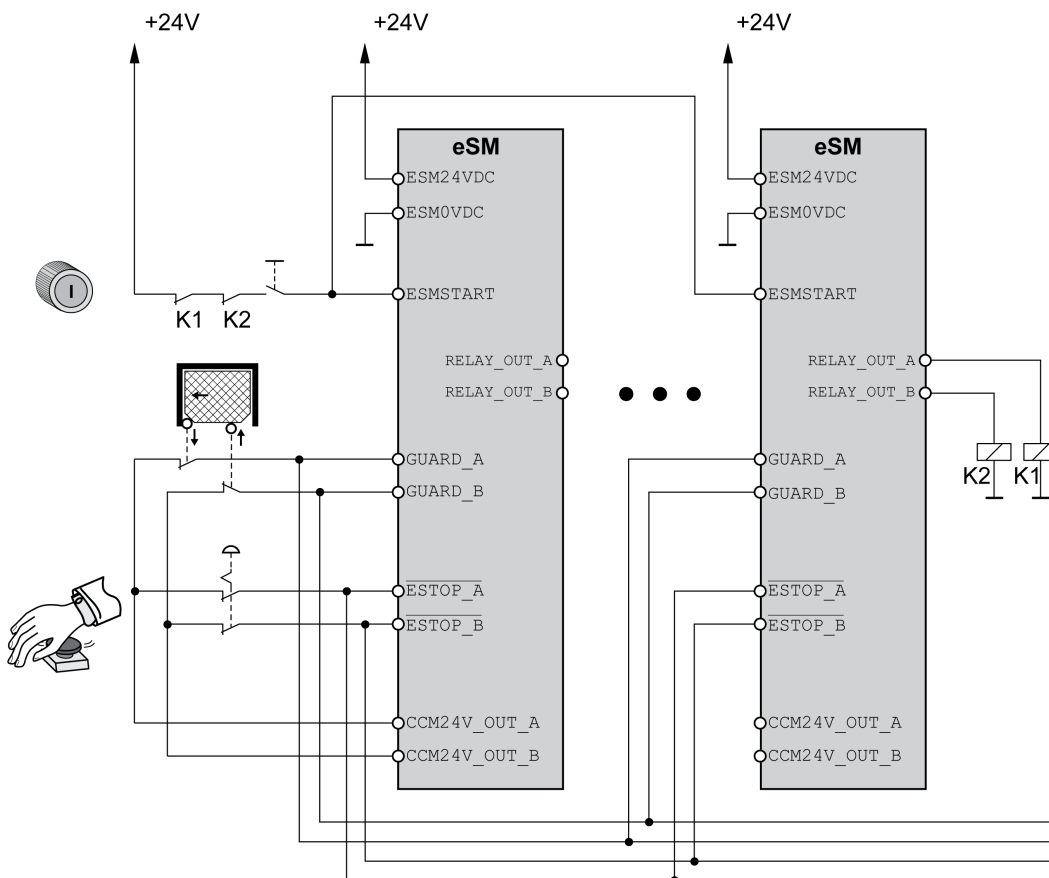 +24V
+24V
+24V
eSM
eSM
ESM24VDC
ESM24VDC
ESM0VDC
ESM0VDC
I
ESMSTART
ESMSTART
K1
K2
RELAY_OUT_A
RELAY_OUT_A
RELAY_OUT_B
RELAY_OUT_B
GUARD_A
GUARD_A
K2
K1
GUARD_B
GUARD_B
ESTOP_A
ESTOP_A
ESTOP_B
ESTOP_B
CCM24V_OUT_A
CCM24V_OUT_A
CCM24V_OUT_B
CCM24V_OUT_B